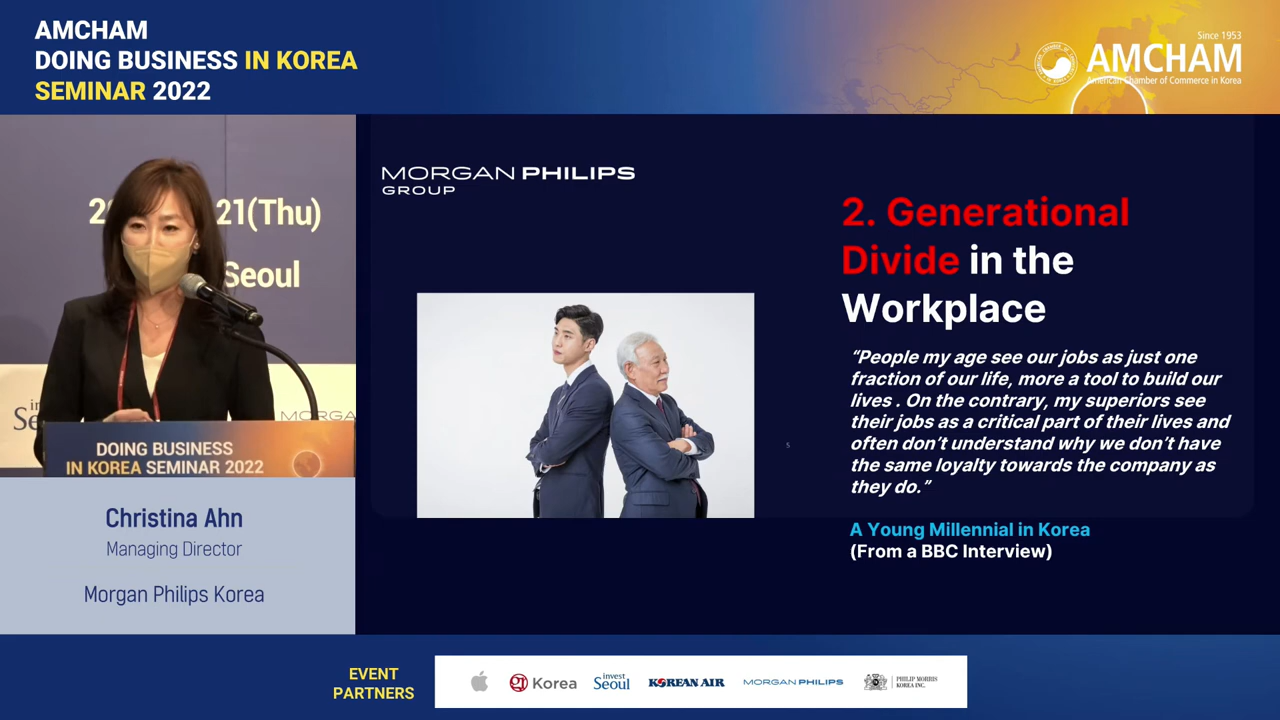 AMCHAM
DOING BUSINESS IN KOREA
SEMINAR 2022
Since 1953
AMCHAM
American Chamber of Commerce in Korea
21(Thu)
Seoul
in
Se
MORGAN
DOING BUSINESS
IN KOREA SEMINAR 2022
Christina Ahn
Managing Director
Morgan Philips Korea
MORGAN PHILIPS
GROUP
2. Generational
Divide in the
Workplace
“People my age see our jobs as just one
fraction of our life, more a tool to build our
lives . On the contrary, my superiors see
their jobs as a critical part of their lives and
often don’t understand why we don’t have
the same loyalty towards the company as
they do.”
A Young Millennial in Korea
(From a BBC Interview)
5
EVENT
PARTNERS
Korea
invest
Seoul
KOREAN AIR
MORGAN PHILIPS
PHILIP MORRIS
KOREA INC.